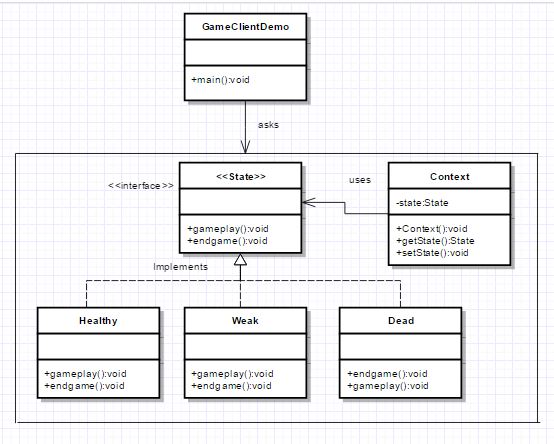 GameClientDemo
+main():void
asks
<<interface>>
<<State>>
+gameplay():void
+endgame():void
uses
Context
-state:State
+Context():void
+getState():State
+setState():void
Implements
Healthy
+gameplay():void
+endgame():void
Weak
+gameplay():void
+endgame():void
Dead
+endgame():void
+gameplay():void